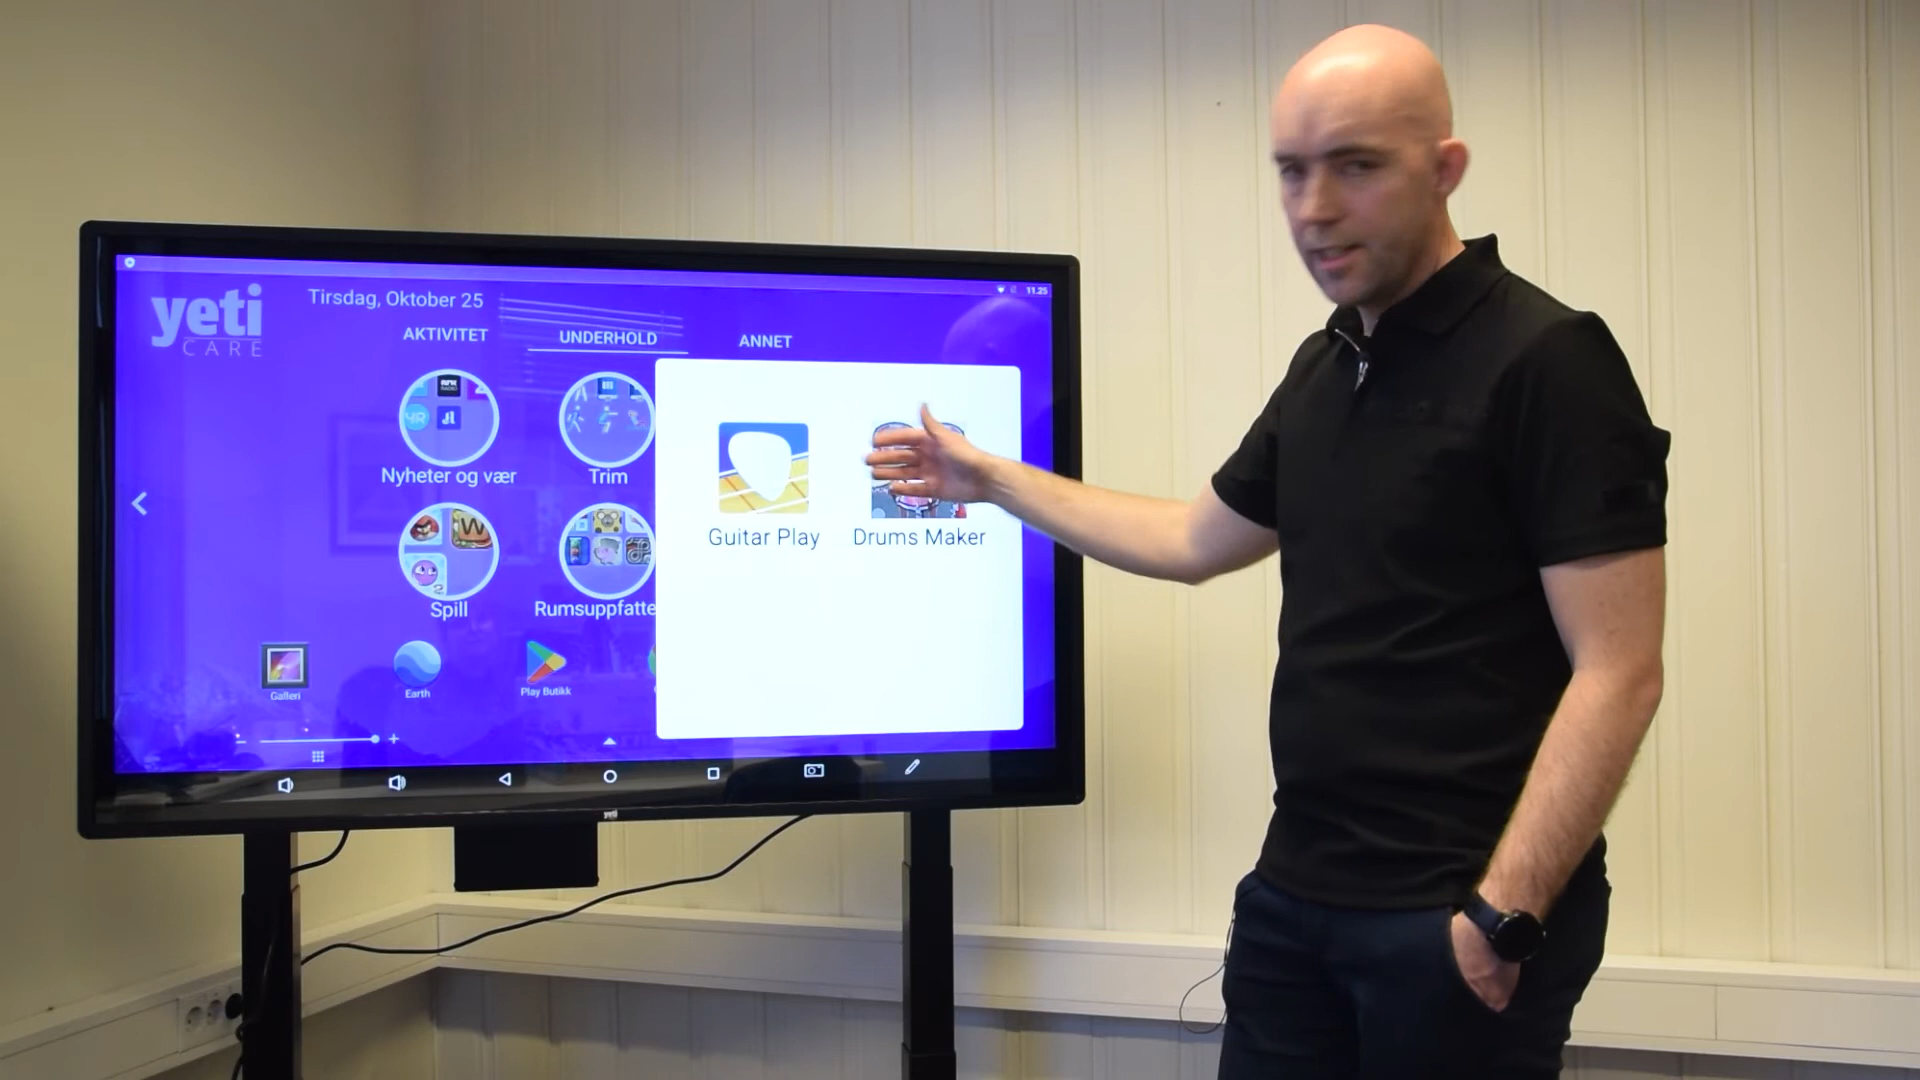 yeti
CARE
Tirsdag, Oktober 25
11.25
AKTIVITET
UNDERHOLD
ANNET
Nyheter og vær
Trim
Spill
Rumsuppfatte
Guitar Play
Drums Maker
Galleri
Earth
Play Butikk
yeti